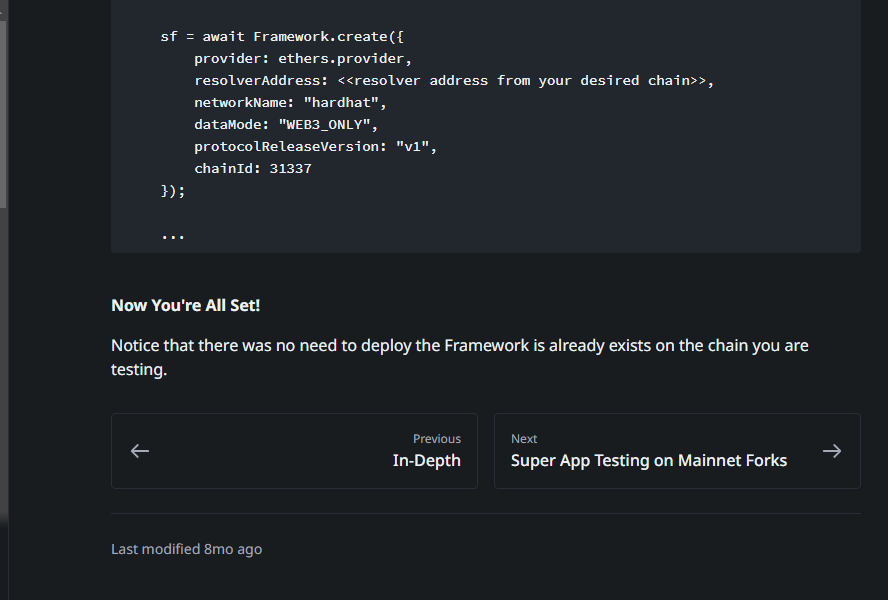 sf = await Framework.create({
    provider: ethers.provider,
    resolverAddress: <<resolver address from your desired chain>>,
    networkName: "hardhat",
    dataMode: "WEB3_ONLY",
    protocolReleaseVersion: "v1",
    chainId: 31337
});
...
Now You're All Set!
Notice that there was no need to deploy the Framework is already exists on the chain you are
testing.
Previous
In-Depth
Next
Super App Testing on Mainnet Forks
Last modified 8mo ago